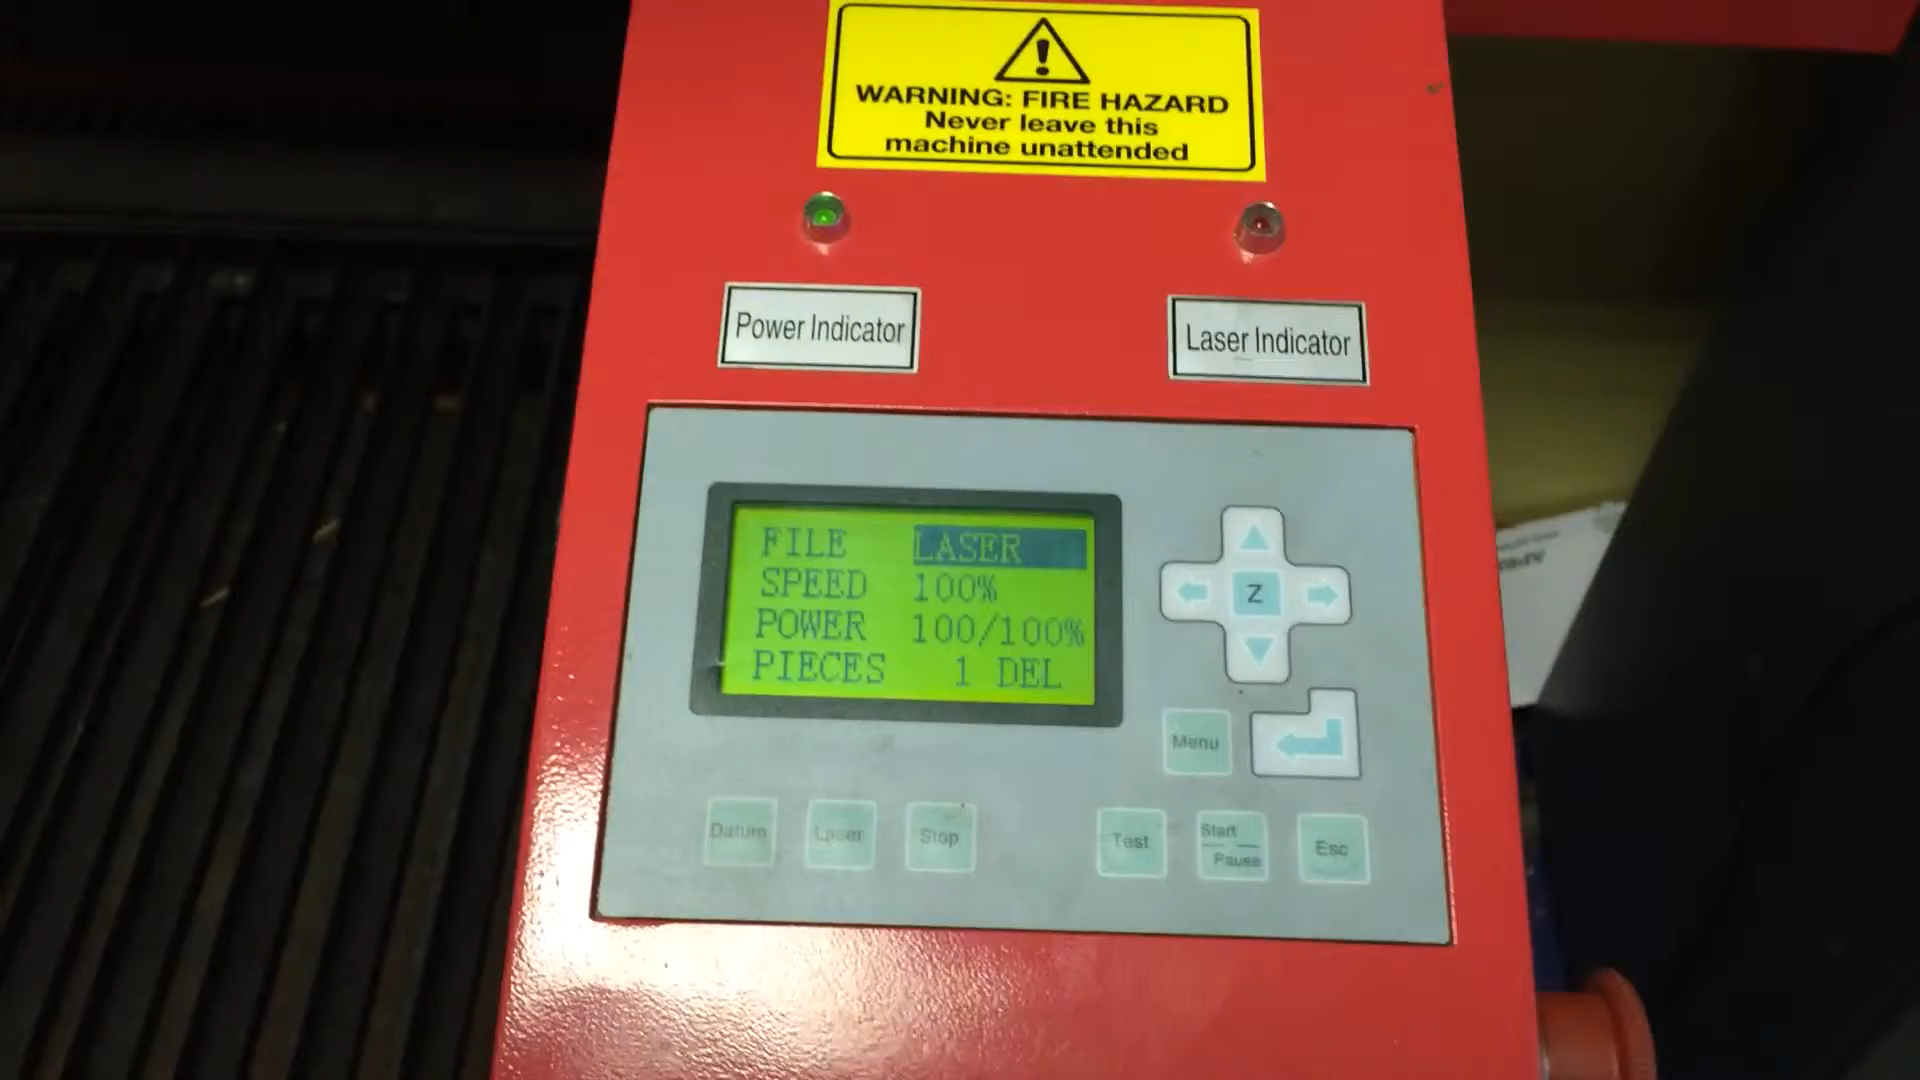 WARNING: FIRE HAZARD
Never leave this
machine unattended
Power Indicator
Laser Indicator
FILE LASER
SPEED 100%
POWER 100/100%
PIECES 1 DEL
Z
Menu
Datum
Laser
Stop
Test
Start
Pause
Esc